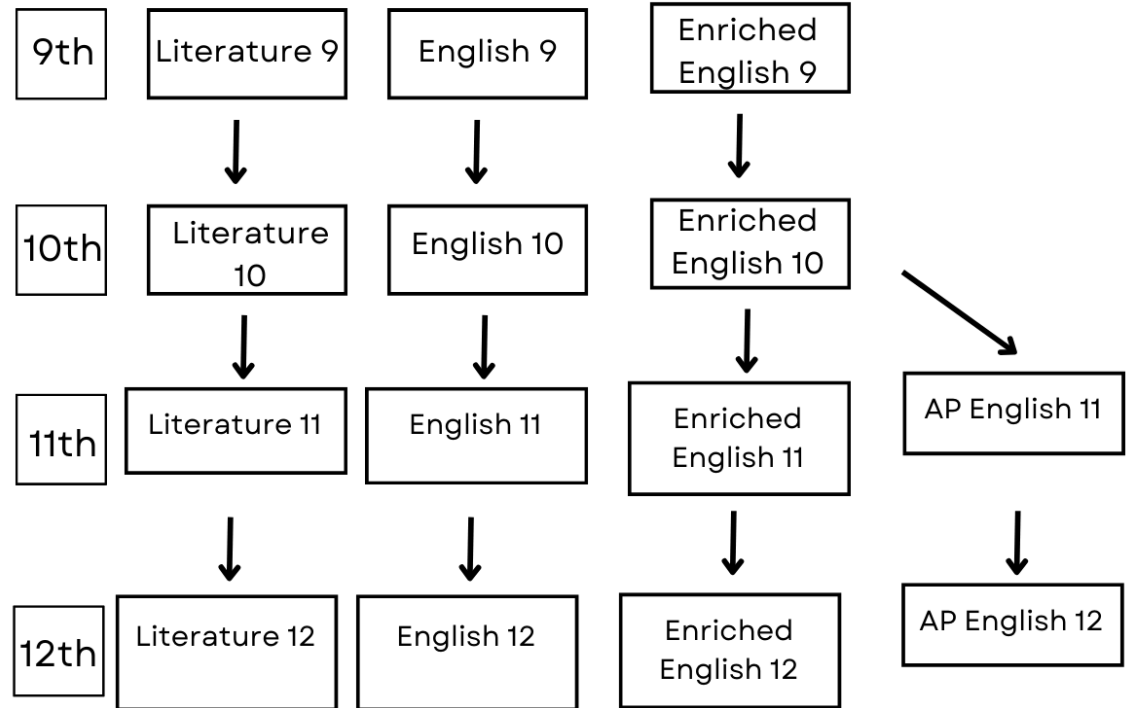 9th
Literature 9
English 9
Enriched
English 9
10th
Literature
10
English 10
Enriched
English 10
11th
Literature 11
English 11
Enriched
English 11
AP English 11
12th
Literature 12
English 12
Enriched
English 12
AP English 12